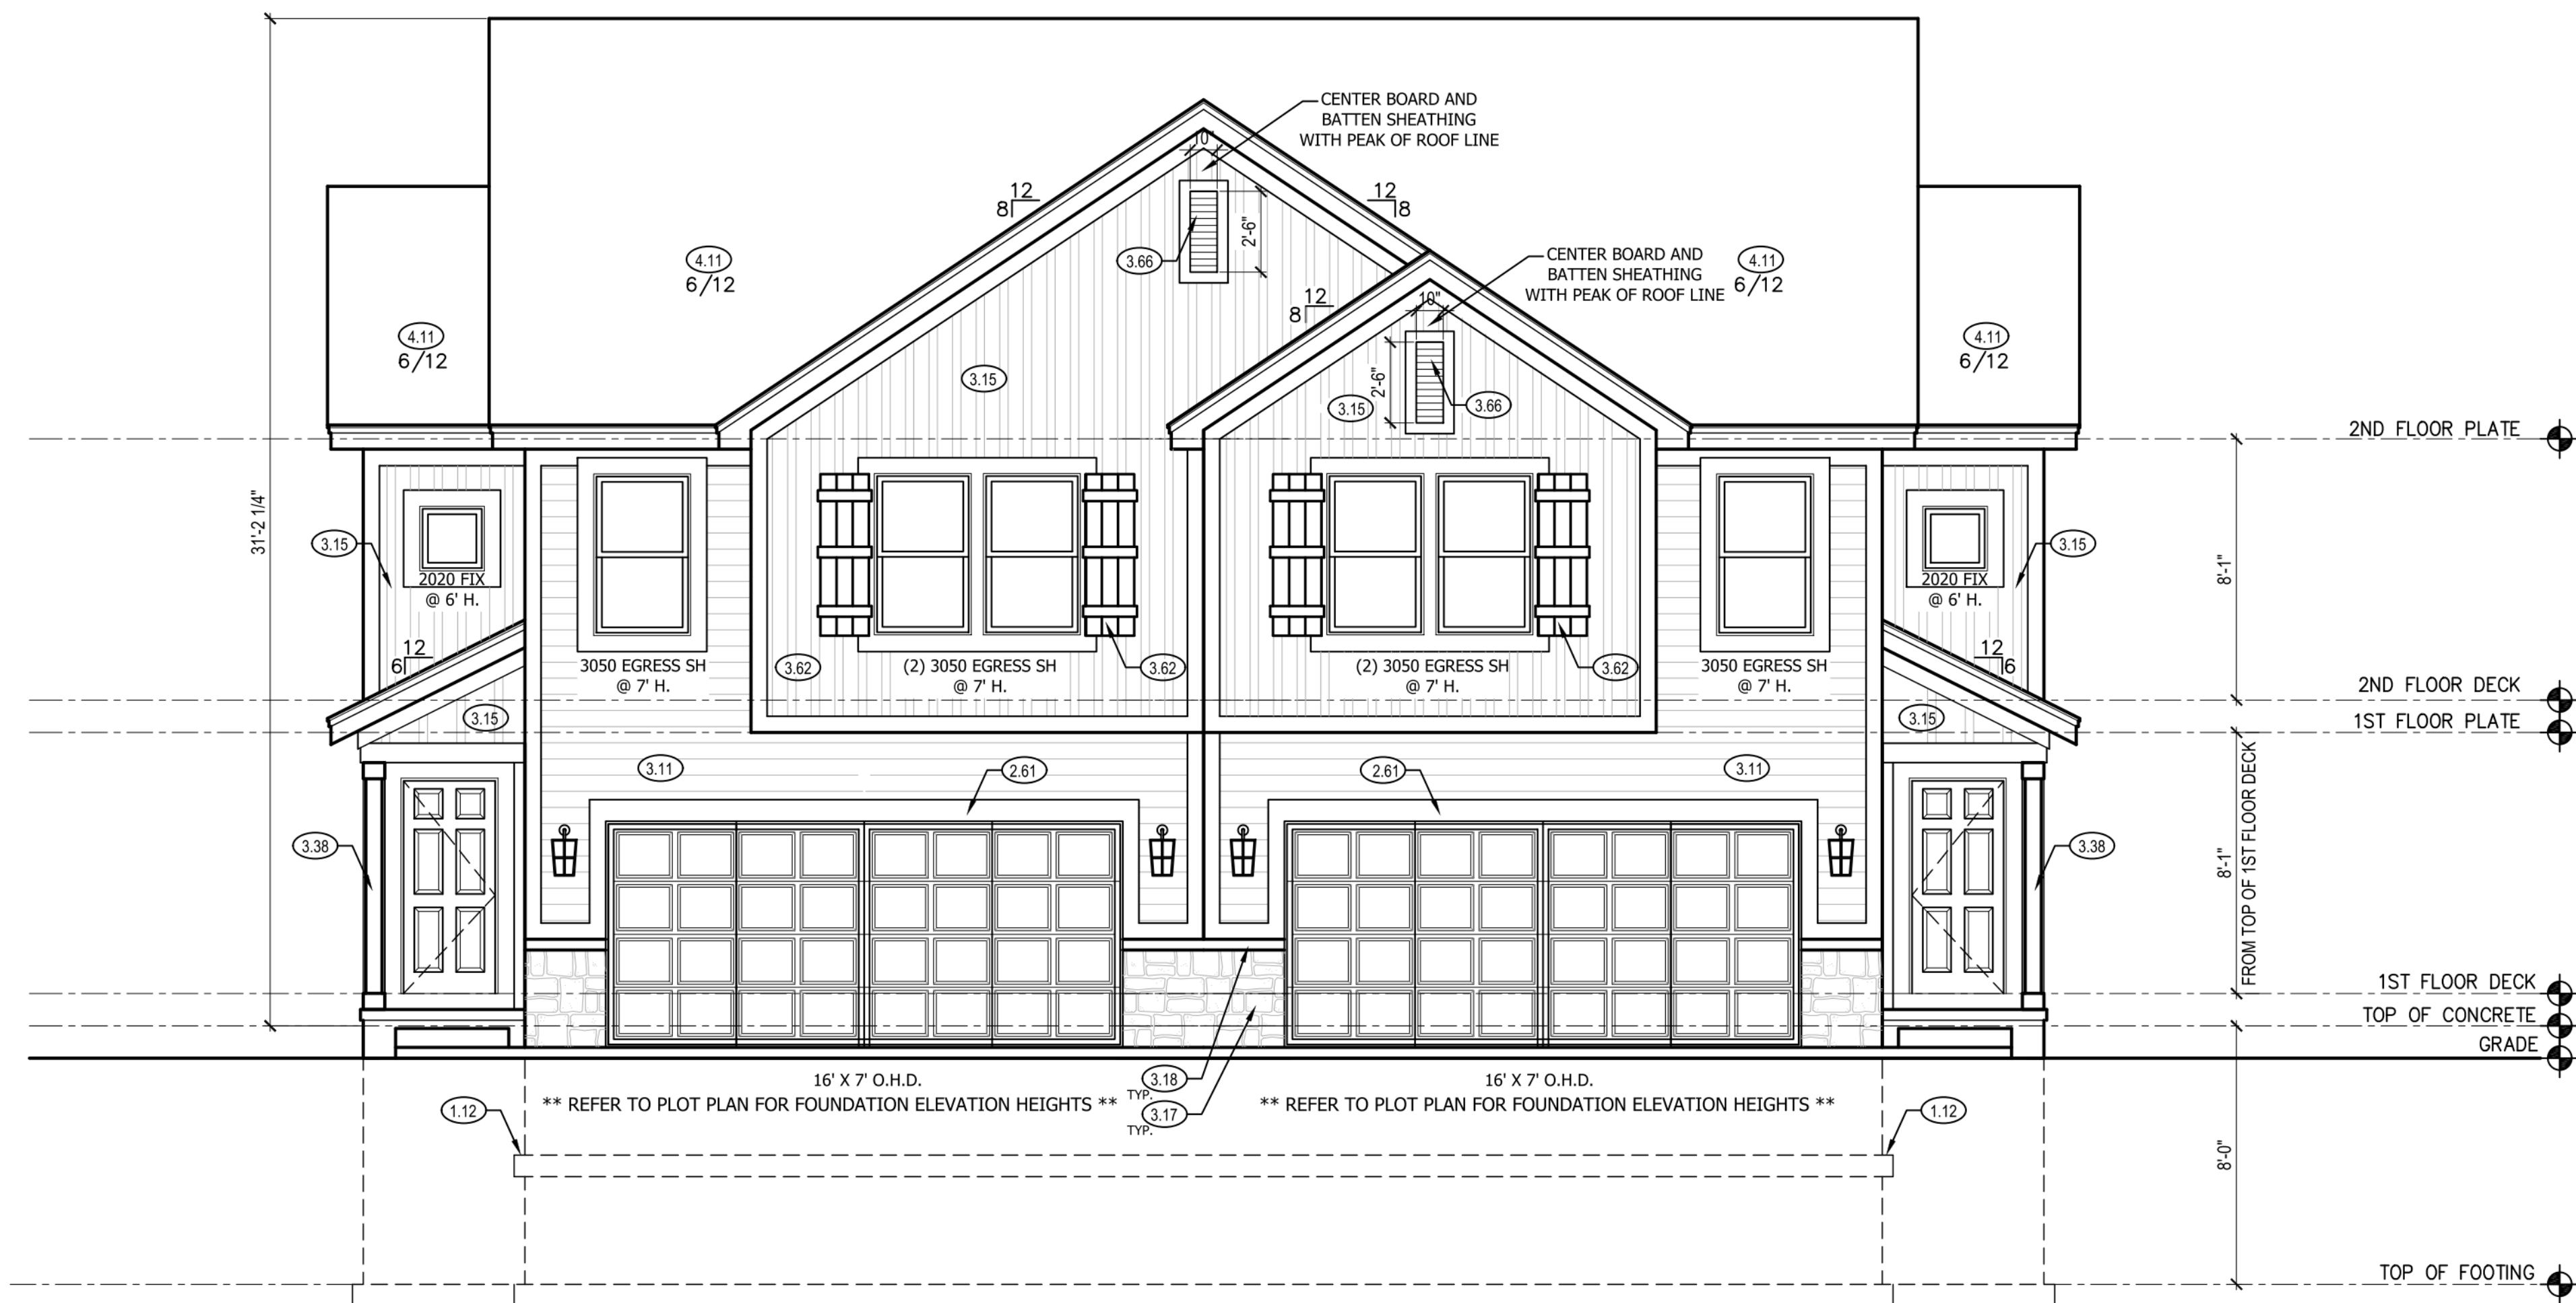 CENTER BOARD AND
BATTEN SHEATHING
WITH PEAK OF ROOF LINE
10"
12
8
12
8
2'-6"
3.66
4.11
6/12
CENTER BOARD AND
BATTEN SHEATHING
WITH PEAK OF ROOF LINE
4.11
6/12
12
8
10"
4.11
6/12
4.11
6/12
3.15
2'-6"
3.15
3.66
2ND FLOOR PLATE
31'-2 1/4"
3.15
2020 FIX
@ 6' H.
3.15
2020 FIX
@ 6' H.
8'-1"
12
6
3050 EGRESS SH
@ 7' H.
3.62
(2) 3050 EGRESS SH
@ 7' H.
3.62
(2) 3050 EGRESS SH
@ 7' H.
3.62
3050 EGRESS SH
@ 7' H.
12
6
2ND FLOOR DECK
3.15
3.15
1ST FLOOR PLATE
3.11
2.61
2.61
3.11
3.38
3.38
8'-1"
FROM TOP OF 1ST FLOOR DECK
1ST FLOOR DECK
TOP OF CONCRETE
GRADE
16' X 7' O.H.D.
3.18
TYP.
16' X 7' O.H.D.
1.12
** REFER TO PLOT PLAN FOR FOUNDATION ELEVATION HEIGHTS **
3.17
TYP.
** REFER TO PLOT PLAN FOR FOUNDATION ELEVATION HEIGHTS **
1.12
8'-0"
TOP OF FOOTING